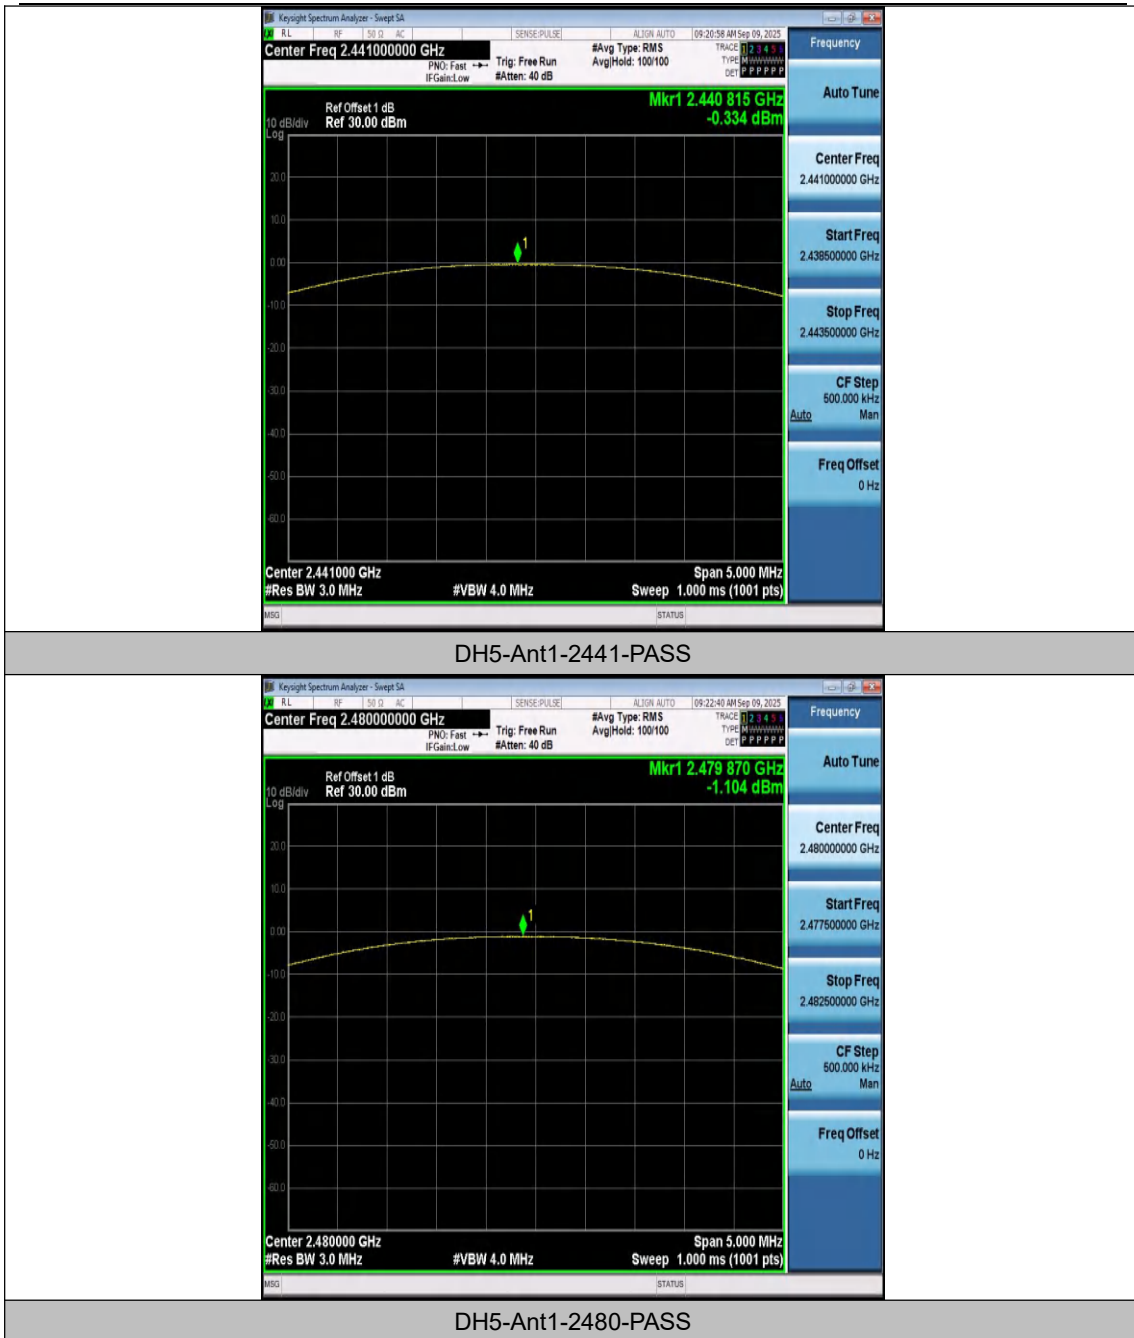 Keysight Spectrum Analyzer - Swept SA
RL RF 50 Ω AC SENSE:PULSE ALIGN AUTO 09:20:58 AM Sep 09, 2025
Center Freq 2.441000000 GHz #Avg Type: RMS TRACE 1 2 3 4 5 6
PNO: Fast Trig: Free Run Avg|Hold: 100/100 TYPE M WWWWW
IFGain:Low #Atten: 40 dB DET P P P P P P
Frequency
Auto Tune
Mkr1 2.440 815 GHz
-0.334 dBm
Ref Offset 1 dB
10 dB/div Ref 30.00 dBm
Log
20.0
10.0
0.00
-10.0
-20.0
-30.0
-40.0
-50.0
-60.0
1
Center Freq
2.441000000 GHz
Start Freq
2.438500000 GHz
Stop Freq
2.443500000 GHz
CF Step
500.000 kHz
Auto Man
Freq Offset
0 Hz
Center 2.441000 GHz Span 5.000 MHz
#Res BW 3.0 MHz #VBW 4.0 MHz Sweep 1.000 ms (1001 pts)
MSG STATUS
DH5-Ant1-2441-PASS
Keysight Spectrum Analyzer - Swept SA
RL RF 50 Ω AC SENSE:PULSE ALIGN AUTO 09:22:40 AM Sep 09, 2025
Center Freq 2.480000000 GHz #Avg Type: RMS TRACE 1 2 3 4 5 6
PNO: Fast Trig: Free Run Avg|Hold: 100/100 TYPE M WWWWW
IFGain:Low #Atten: 40 dB DET P P P P P P
Frequency
Auto Tune
Mkr1 2.479 870 GHz
-1.104 dBm
Ref Offset 1 dB
10 dB/div Ref 30.00 dBm
Log
20.0
10.0
0.00
-10.0
-20.0
-30.0
-40.0
-50.0
-60.0
1
Center Freq
2.480000000 GHz
Start Freq
2.477500000 GHz
Stop Freq
2.482500000 GHz
CF Step
500.000 kHz
Auto Man
Freq Offset
0 Hz
Center 2.480000 GHz Span 5.000 MHz
#Res BW 3.0 MHz #VBW 4.0 MHz Sweep 1.000 ms (1001 pts)
MSG STATUS
DH5-Ant1-2480-PASS